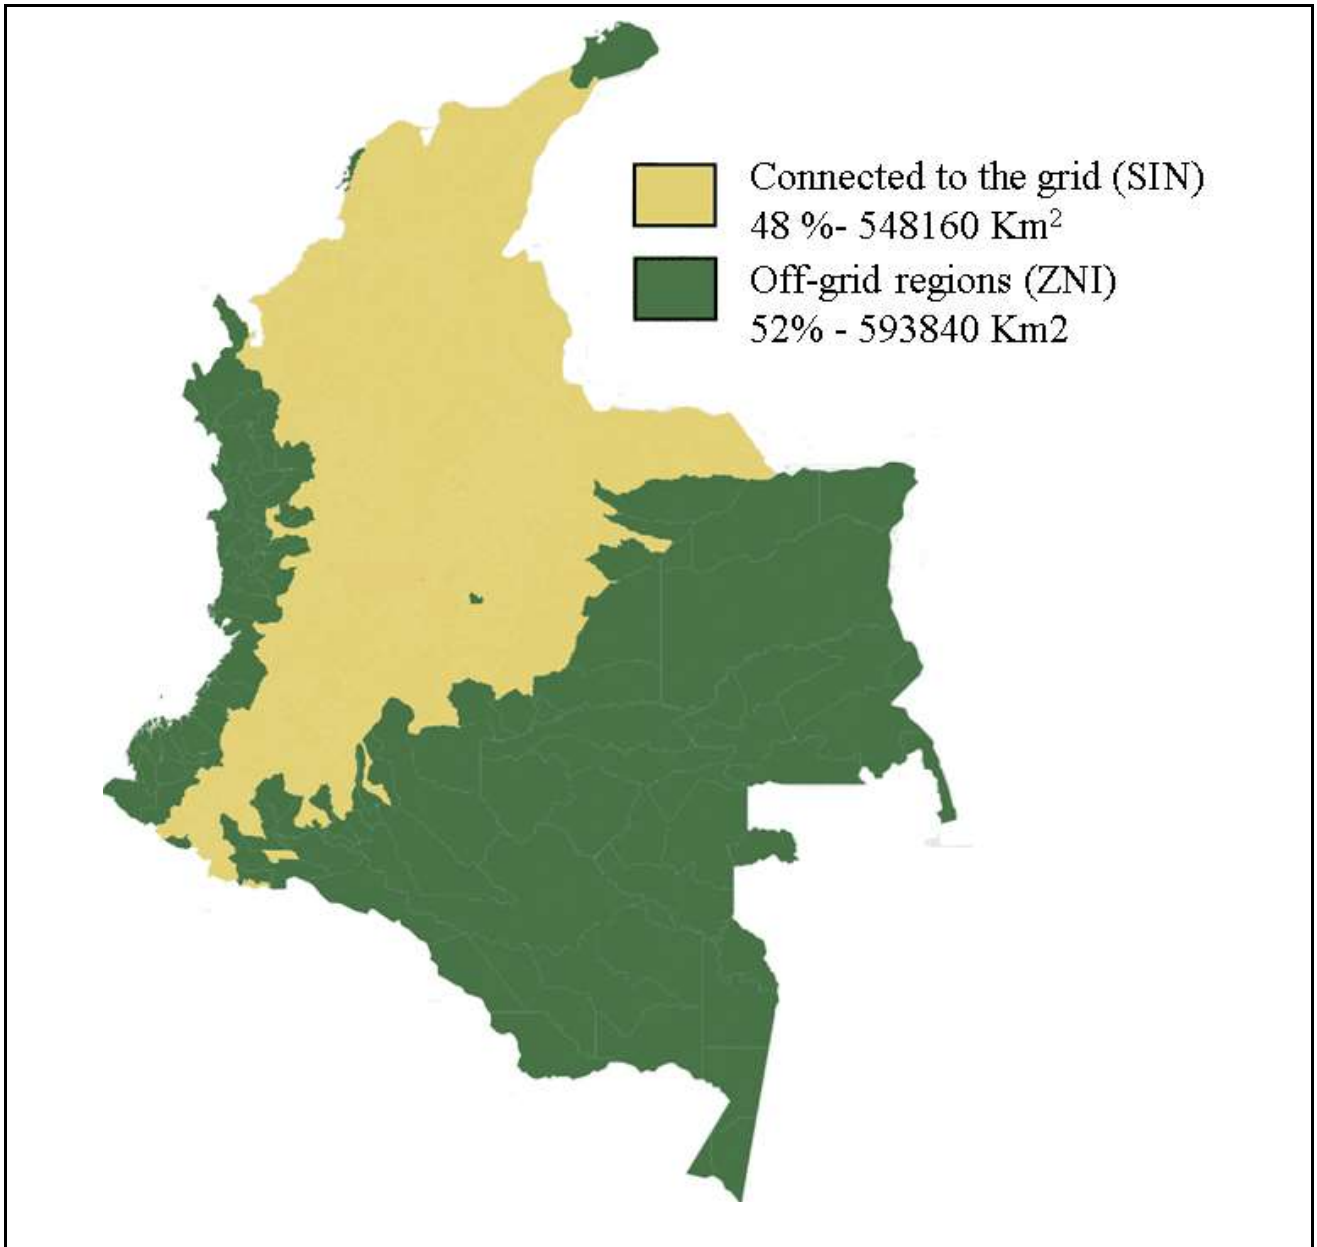 Connected to the grid (SIN)
48 %- 548160 Km²
Off-grid regions (ZNI)
52% - 593840 Km2